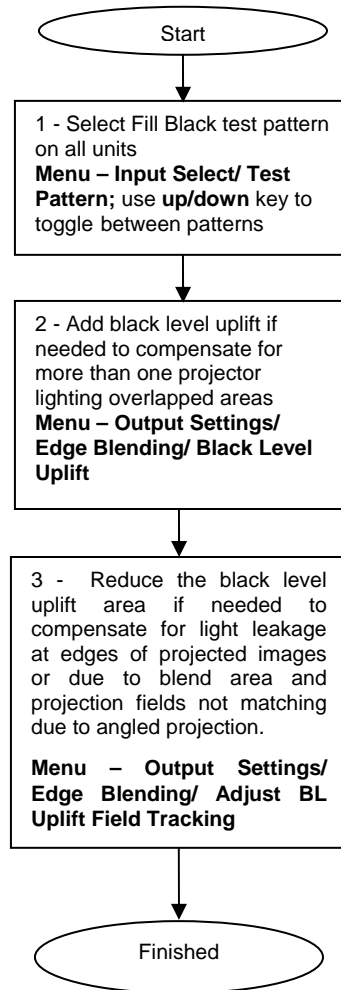 Start
1 - Select Fill Black test pattern
on all units
Menu – Input Select/ Test
Pattern; use up/down key to
toggle between patterns
2 - Add black level uplift if
needed to compensate for
more than one projector
lighting overlapped areas
Menu – Output Settings/
Edge Blending/ Black Level
Uplift
3 - Reduce the black level
uplift area if needed to
compensate for light leakage
at edges of projected images
or due to blend area and
projection fields not matching
due to angled projection.
Menu – Output Settings/
Edge Blending/ Adjust BL
Uplift Field Tracking
Finished